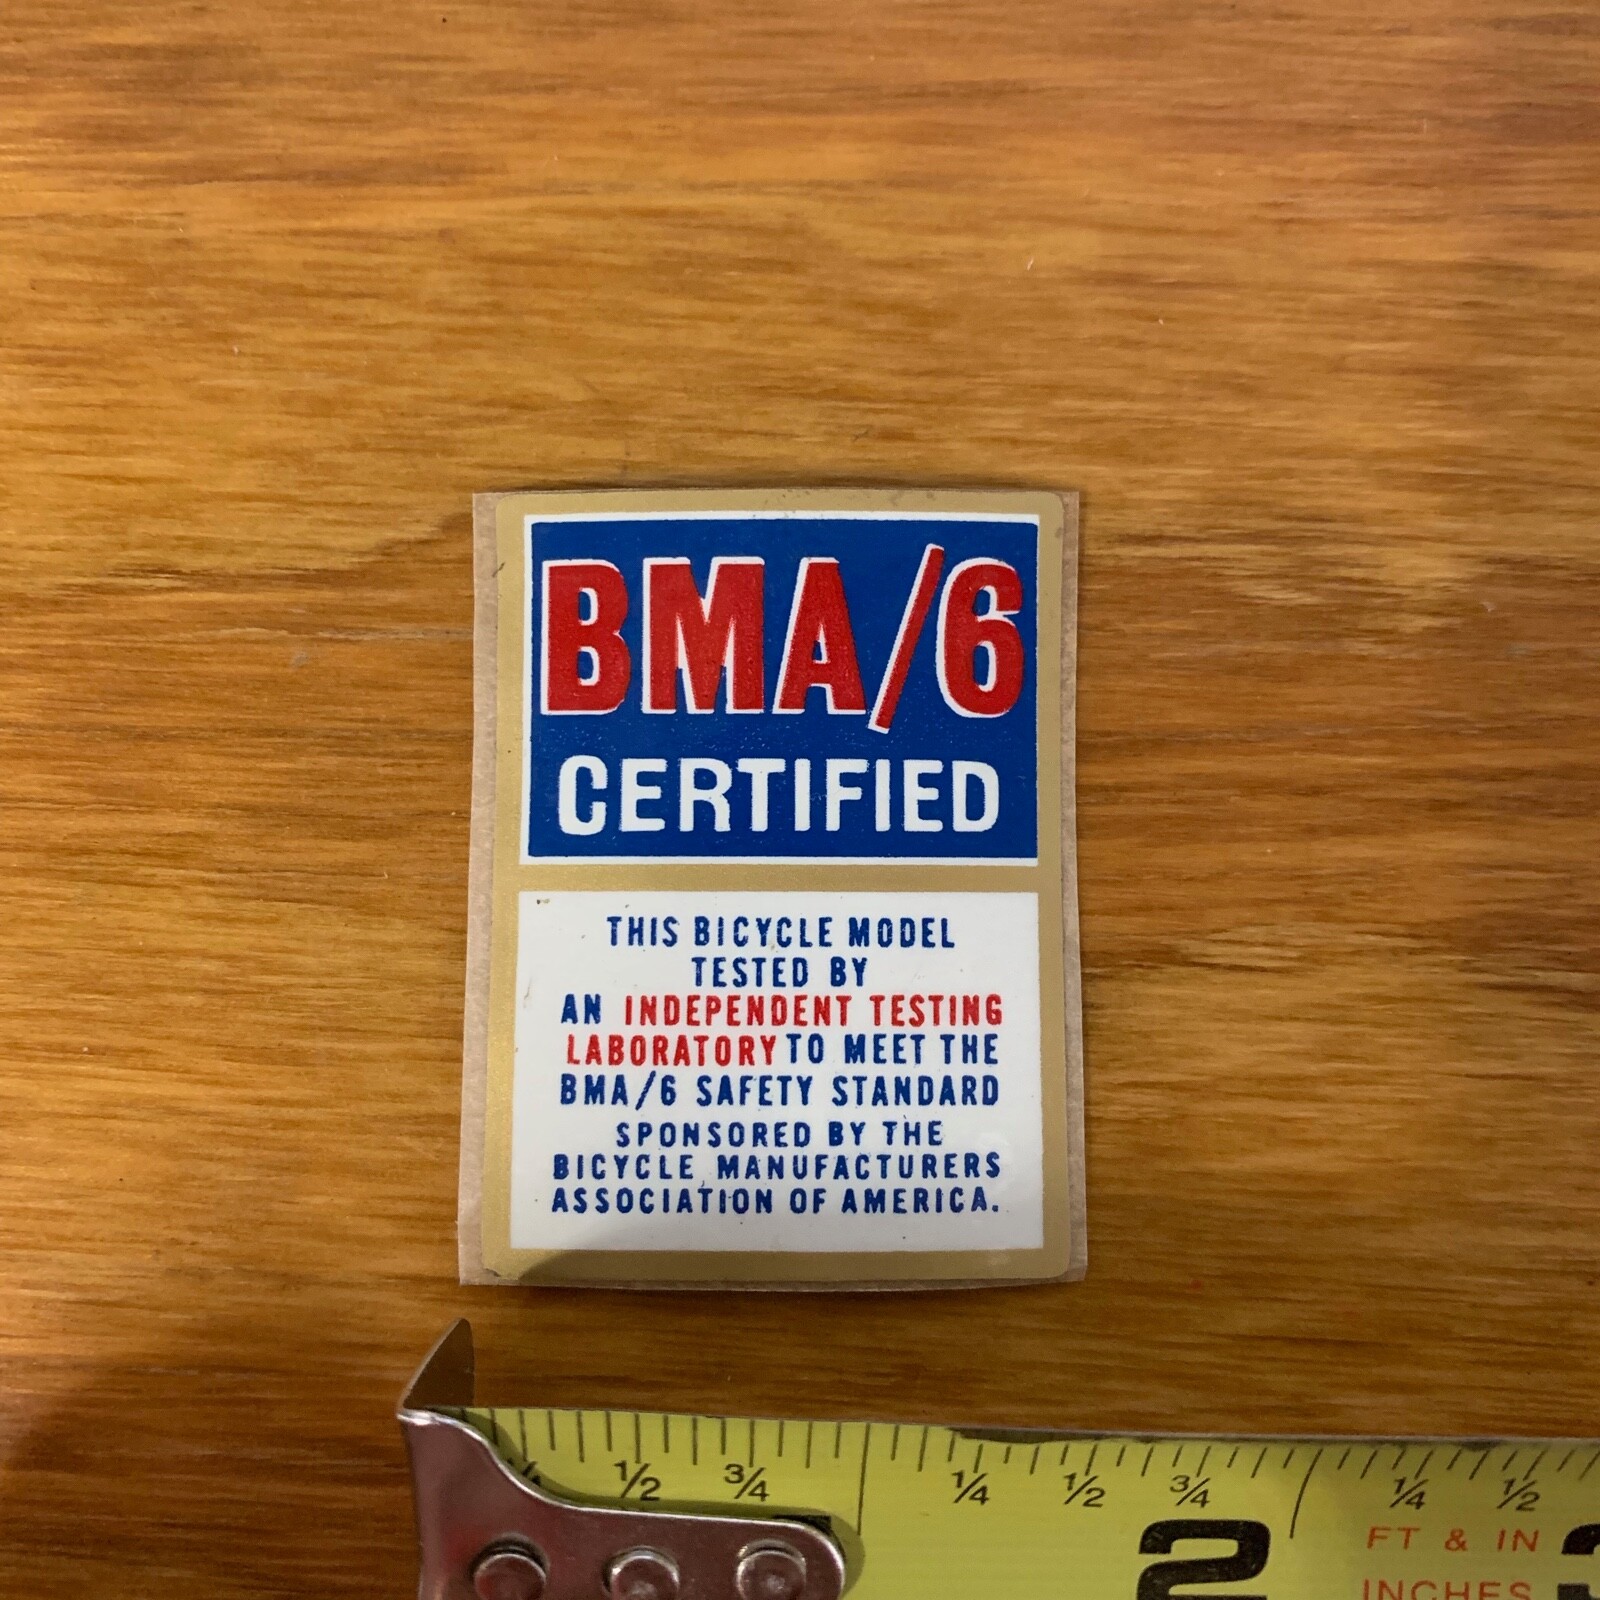 BMA/6
CERTIFIED
THIS BICYCLE MODEL
TESTED BY
AN INDEPENDENT TESTING
LABORATORY TO MEET THE
BMA/6 SAFETY STANDARD
SPONSORED BY THE
BICYCLE MANUFACTURERS
ASSOCIATION OF AMERICA.
1/2 3/4 1/4 1/2 3/4 1/4 1/2
FT & IN
2
INCHES